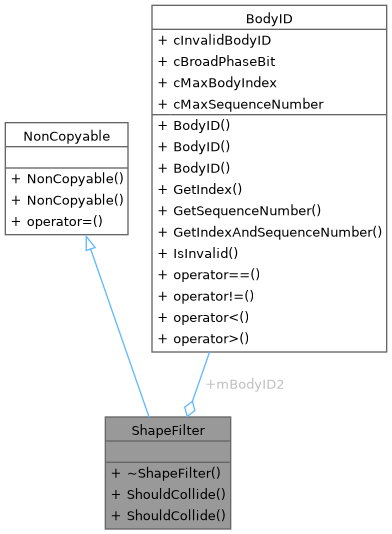 BodyID
+ cInvalidBodyID
+ cBroadPhaseBit
+ cMaxBodyIndex
+ cMaxSequenceNumber
+ BodyID()
+ BodyID()
+ BodyID()
+ GetIndex()
+ GetSequenceNumber()
+ GetIndexAndSequenceNumber()
+ IsInvalid()
+ operator==()
+ operator!=()
+ operator<()
+ operator>()
NonCopyable
+ NonCopyable()
+ NonCopyable()
+ operator=()
+mBodyID2
ShapeFilter
+ ~ShapeFilter()
+ ShouldCollide()
+ ShouldCollide()